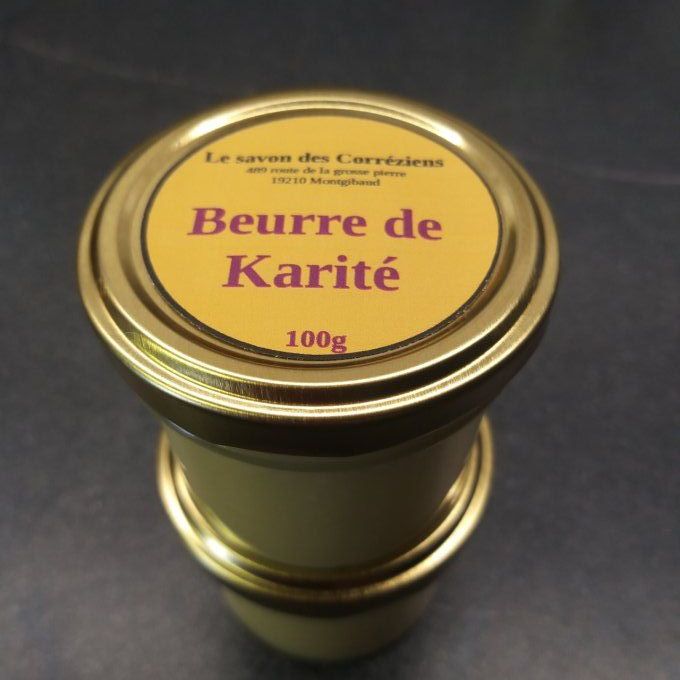 Le savon des Corréziens
489 route de la grosse pierre
19210 Montgibaud
Beurre de
Karité
100g